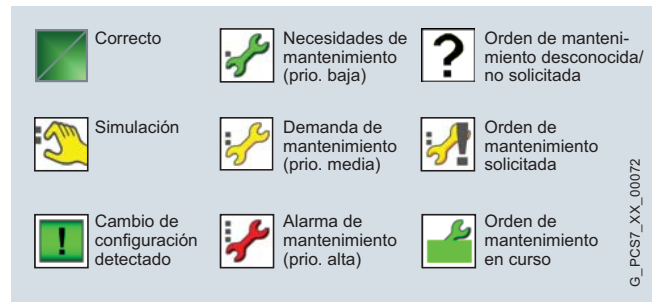 Correcto
Necesidades de
mantenimiento
(prio. baja)
?
Orden de manteni-
miento desconocida/
no solicitada
Simulación
Demanda de
mantenimiento
(prio. media)
!
Orden de
mantenimiento
solicitada
!
Cambio de
configuración
detectado
Alarma de
mantenimiento
(prio. alta)
Orden de
mantenimiento
en curso
G_PCS7_XX_00072